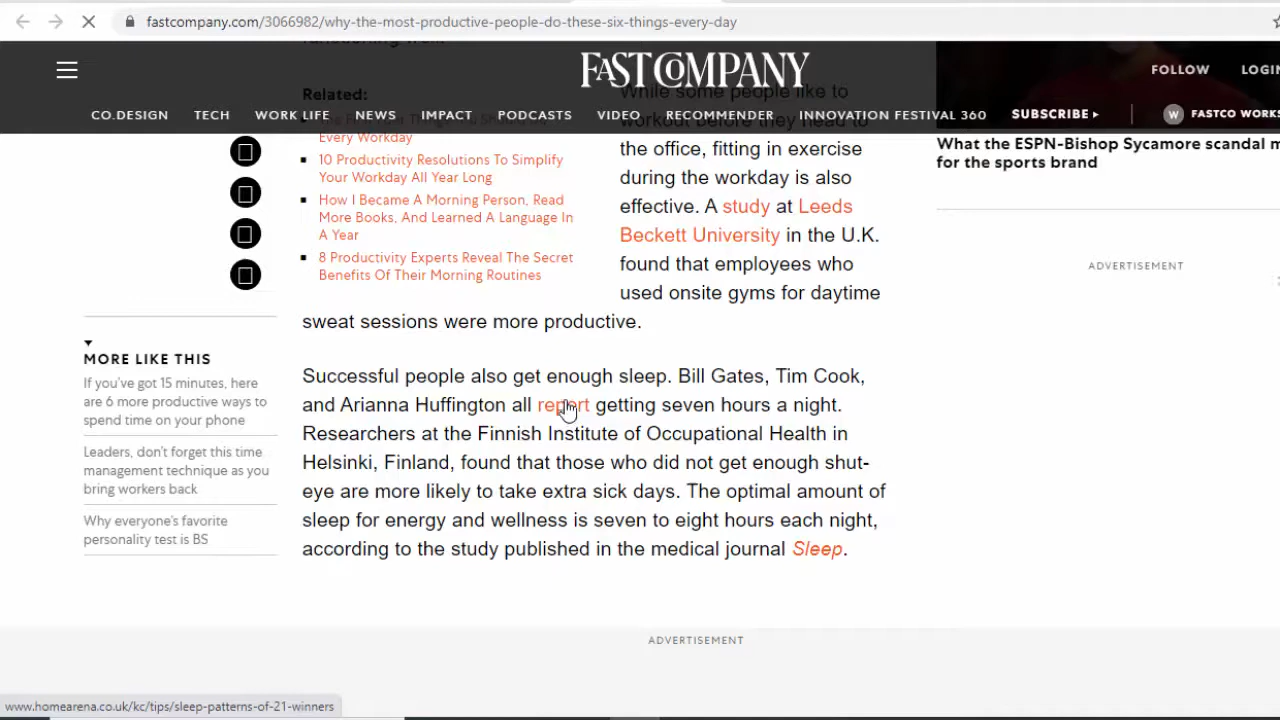 fastcompany.com/3066982/why-the-most-productive-people-do-these-six-things-every-day
FAST COMPANY
FOLLOW
LOGIN
CO.DESIGN
TECH
WORK LIFE
NEWS
IMPACT
PODCASTS
VIDEO
RECOMMENDER
INNOVATION FESTIVAL 360
SUBSCRIBE
W FASTCO WORKS
Related:
Every Workday
10 Productivity Resolutions To Simplify
Your Workday All Year Long
How I Became A Morning Person, Read
More Books, And Learned A Language In
A Year
8 Productivity Experts Reveal The Secret
Benefits Of Their Morning Routines
While some people like to
workout before they head to
the office, fitting in exercise
during the workday is also
effective. A study at Leeds
Beckett University in the U.K.
found that employees who
used onsite gyms for daytime
sweat sessions were more productive.
Successful people also get enough sleep. Bill Gates, Tim Cook,
and Arianna Huffington all report getting seven hours a night.
Researchers at the Finnish Institute of Occupational Health in
Helsinki, Finland, found that those who did not get enough shut-
eye are more likely to take extra sick days. The optimal amount of
sleep for energy and wellness is seven to eight hours each night,
according to the study published in the medical journal Sleep.
MORE LIKE THIS
If you've got 15 minutes, here
are 6 more productive ways to
spend time on your phone
Leaders, don't forget this time
management technique as you
bring workers back
Why everyone's favorite
personality test is BS
What the ESPN-Bishop Sycamore scandal m
for the sports brand
ADVERTISEMENT
ADVERTISEMENT
www.homearena.co.uk/kc/tips/sleep-patterns-of-21-winners